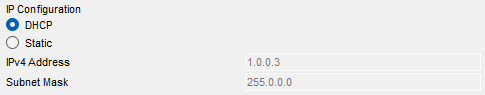 IP Configuration
DHCP
Static
IPv4 Address 1.0.0.3
Subnet Mask 255.0.0.0